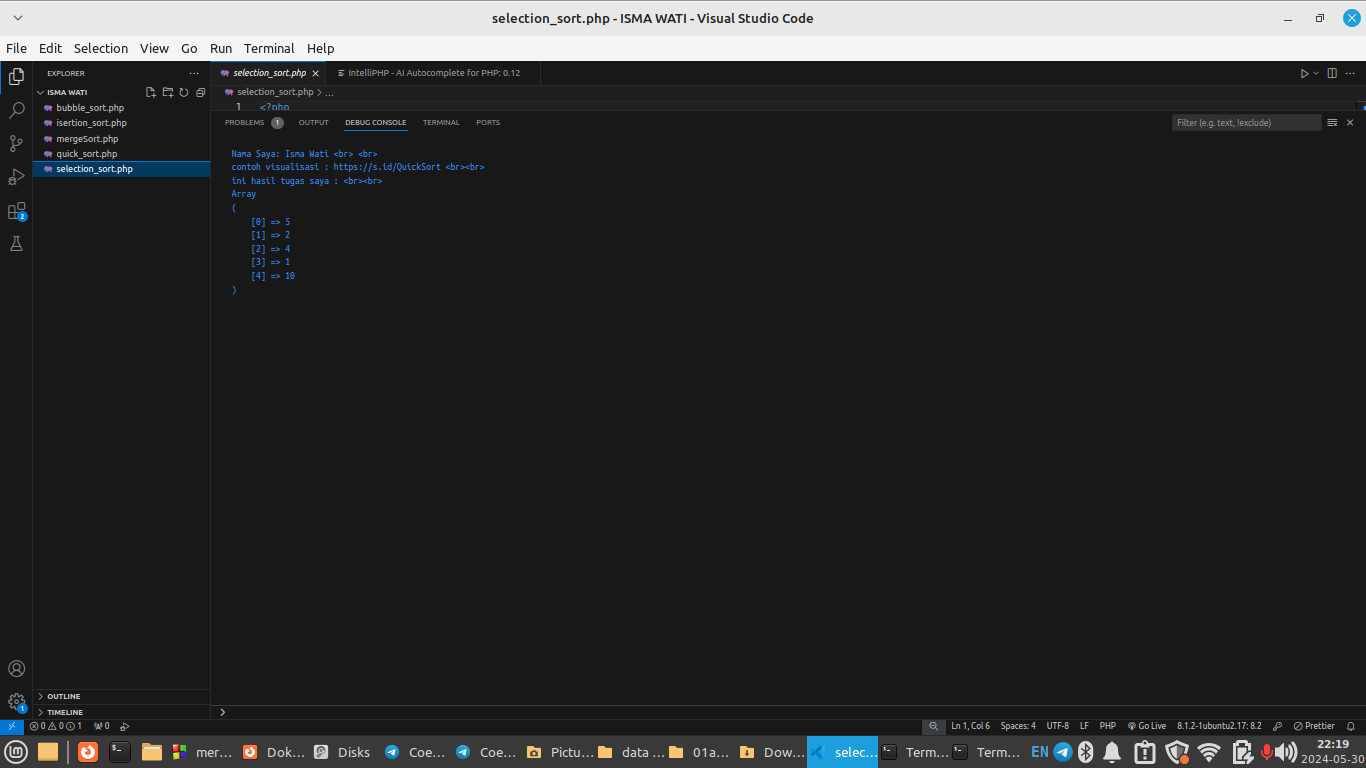 selection_sort.php - ISMA WATI - Visual Studio Code
File Edit Selection View Go Run Terminal Help
EXPLORER
ISMA WATI
bubble_sort.php
isertion_sort.php
mergeSort.php
quick_sort.php
selection_sort.php
OUTLINE
TIMELINE
selection_sort.php
IntelliPHP - AI Autocomplete for PHP: 0.12
selection_sort.php > ...
1 <?php
PROBLEMS 1 OUTPUT DEBUG CONSOLE TERMINAL PORTS
Filter (e.g. text, !exclude)
Nama Saya: Isma Wati <br> <br>
contoh visualisasi : https://s.id/QuickSort <br><br>
ini hasil tugas saya : <br><br>
Array
(
[0] => 5
[1] => 2
[2] => 4
[3] => 1
[4] => 10
)
2
1
0 0 1 0
Ln 1, Col 6 Spaces: 4 UTF-8 LF PHP Go Live 8.1.2-1ubuntu2.17: 8.2 Prettier
mer... Dok... Disks Coe... Coe... Pictu... data ... 01a... Dow... selec... Term... Term... EN
22:19
2024-05-30